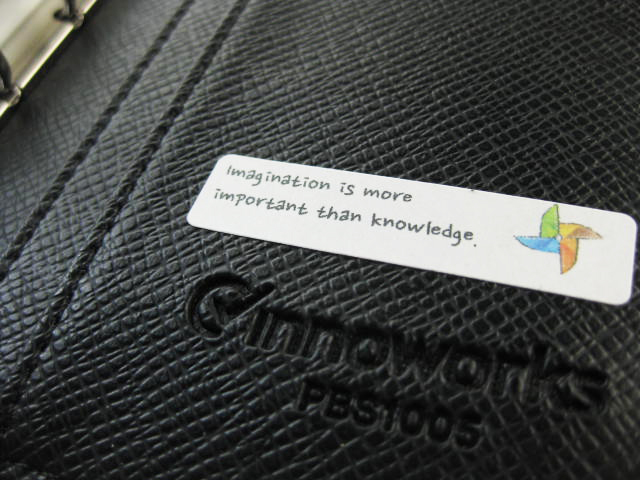 Imagination is more
important than knowledge.
innoworks
PBS1005